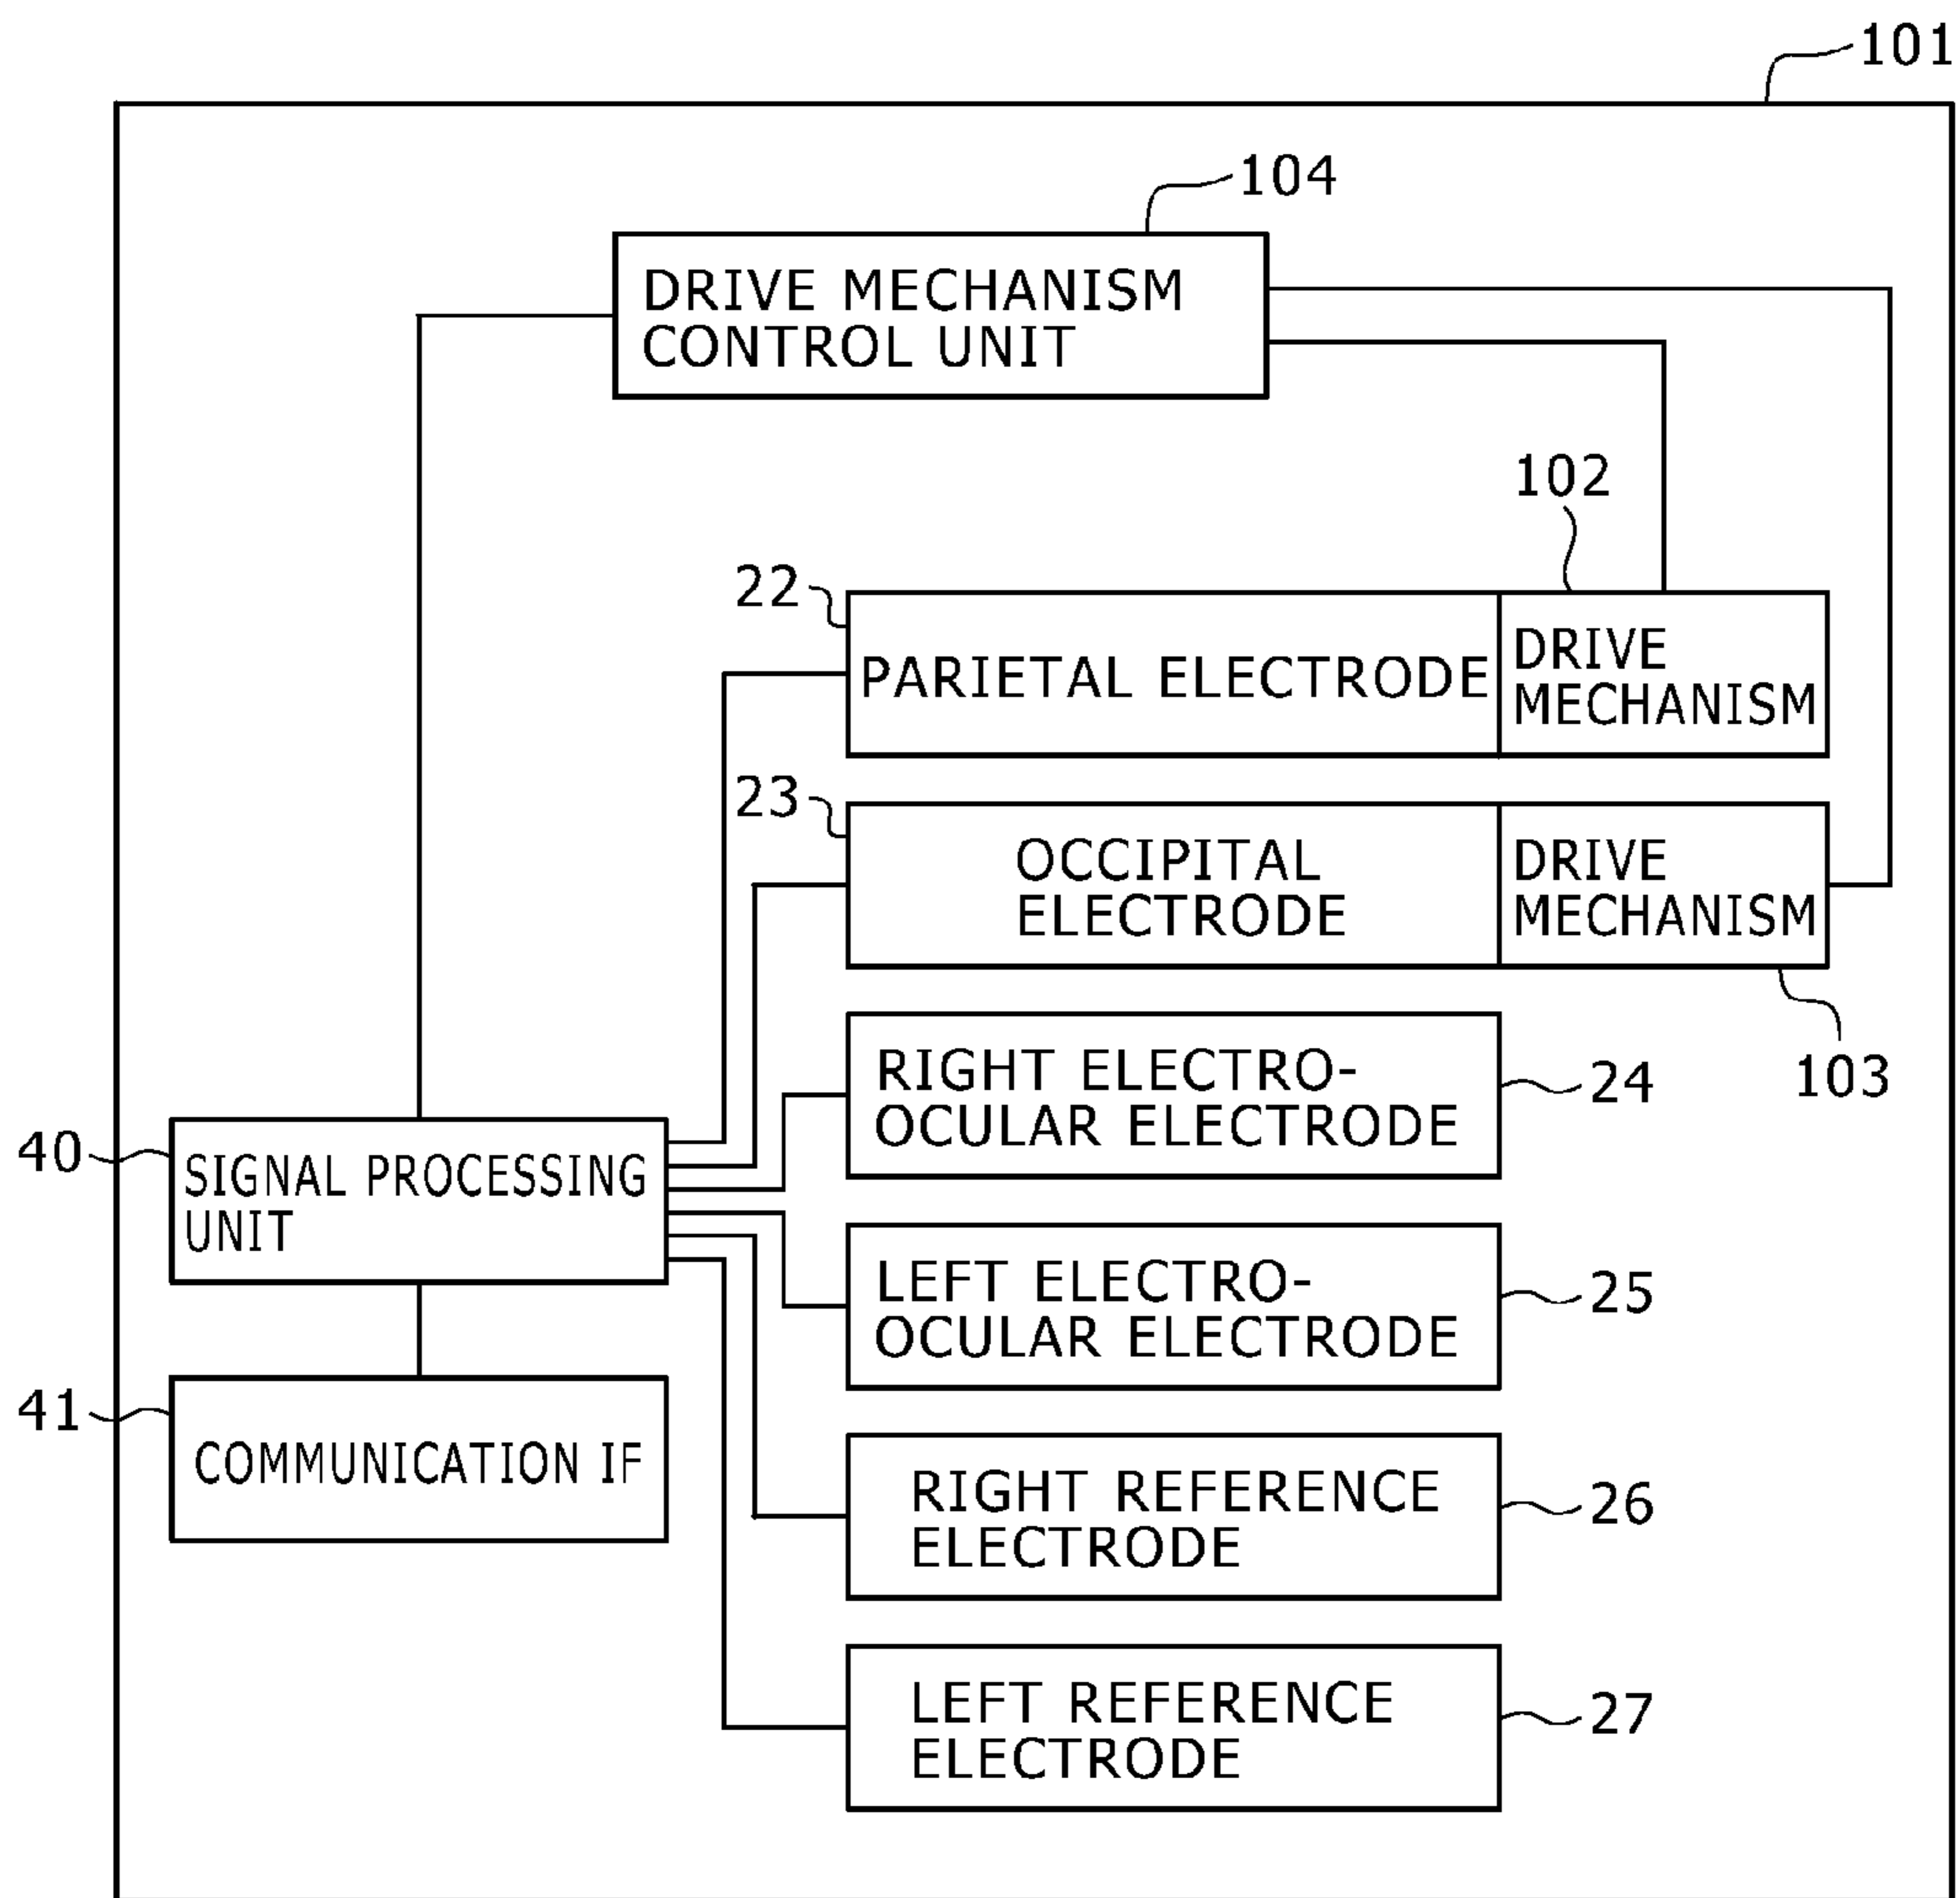 101
104
DRIVE MECHANISM
CONTROL UNIT
102
22
PARIETAL ELECTRODE
DRIVE
MECHANISM
23
OCCIPITAL
ELECTRODE
DRIVE
MECHANISM
103
RIGHT ELECTRO-
OCULAR ELECTRODE
24
40
SIGNAL PROCESSING
UNIT
LEFT ELECTRO-
OCULAR ELECTRODE
25
41
COMMUNICATION IF
RIGHT REFERENCE
ELECTRODE
26
LEFT REFERENCE
ELECTRODE
27